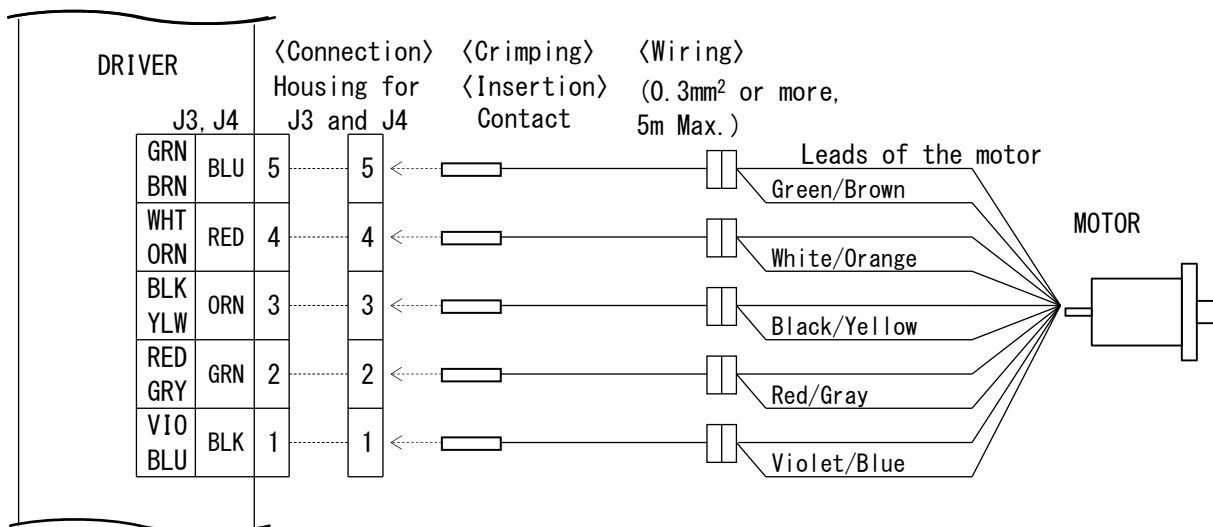 DRIVER
〈Connection〉
Housing for
J3 and J4
〈Crimping〉
〈Insertion〉
Contact
〈Wiring〉
(0.3mm² or more,
5m Max.)
J3, J4
GRN
BRN
BLU
5
5
WHT
ORN
RED
4
4
BLK
YLW
ORN
3
3
RED
GRY
GRN
2
2
VIO
BLU
BLK
1
1
Leads of the motor
Green/Brown
White/Orange
Black/Yellow
Red/Gray
Violet/Blue
MOTOR